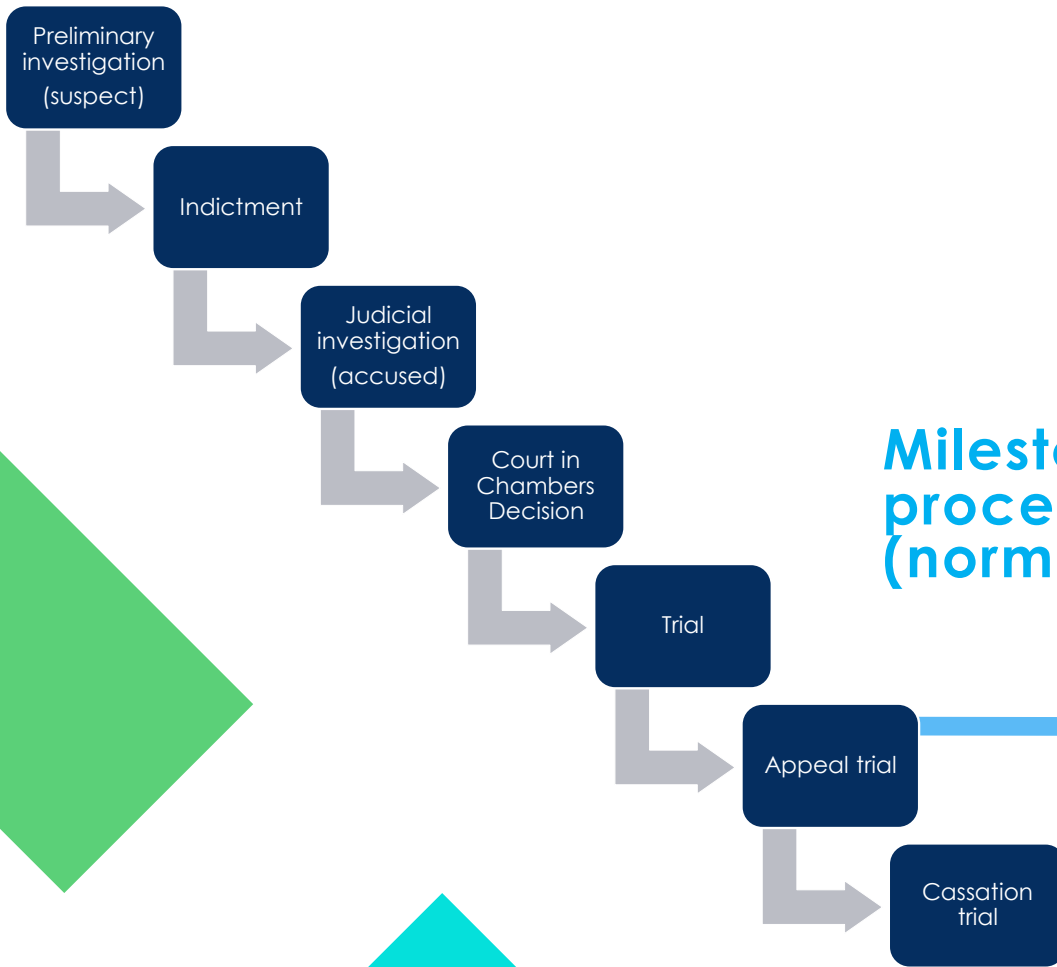 Preliminary
investigation
(suspect)
Indictment
Judicial
investigation
(accused)
Court in
Chambers
Decision
Trial
Appeal trial
Cassation
trial